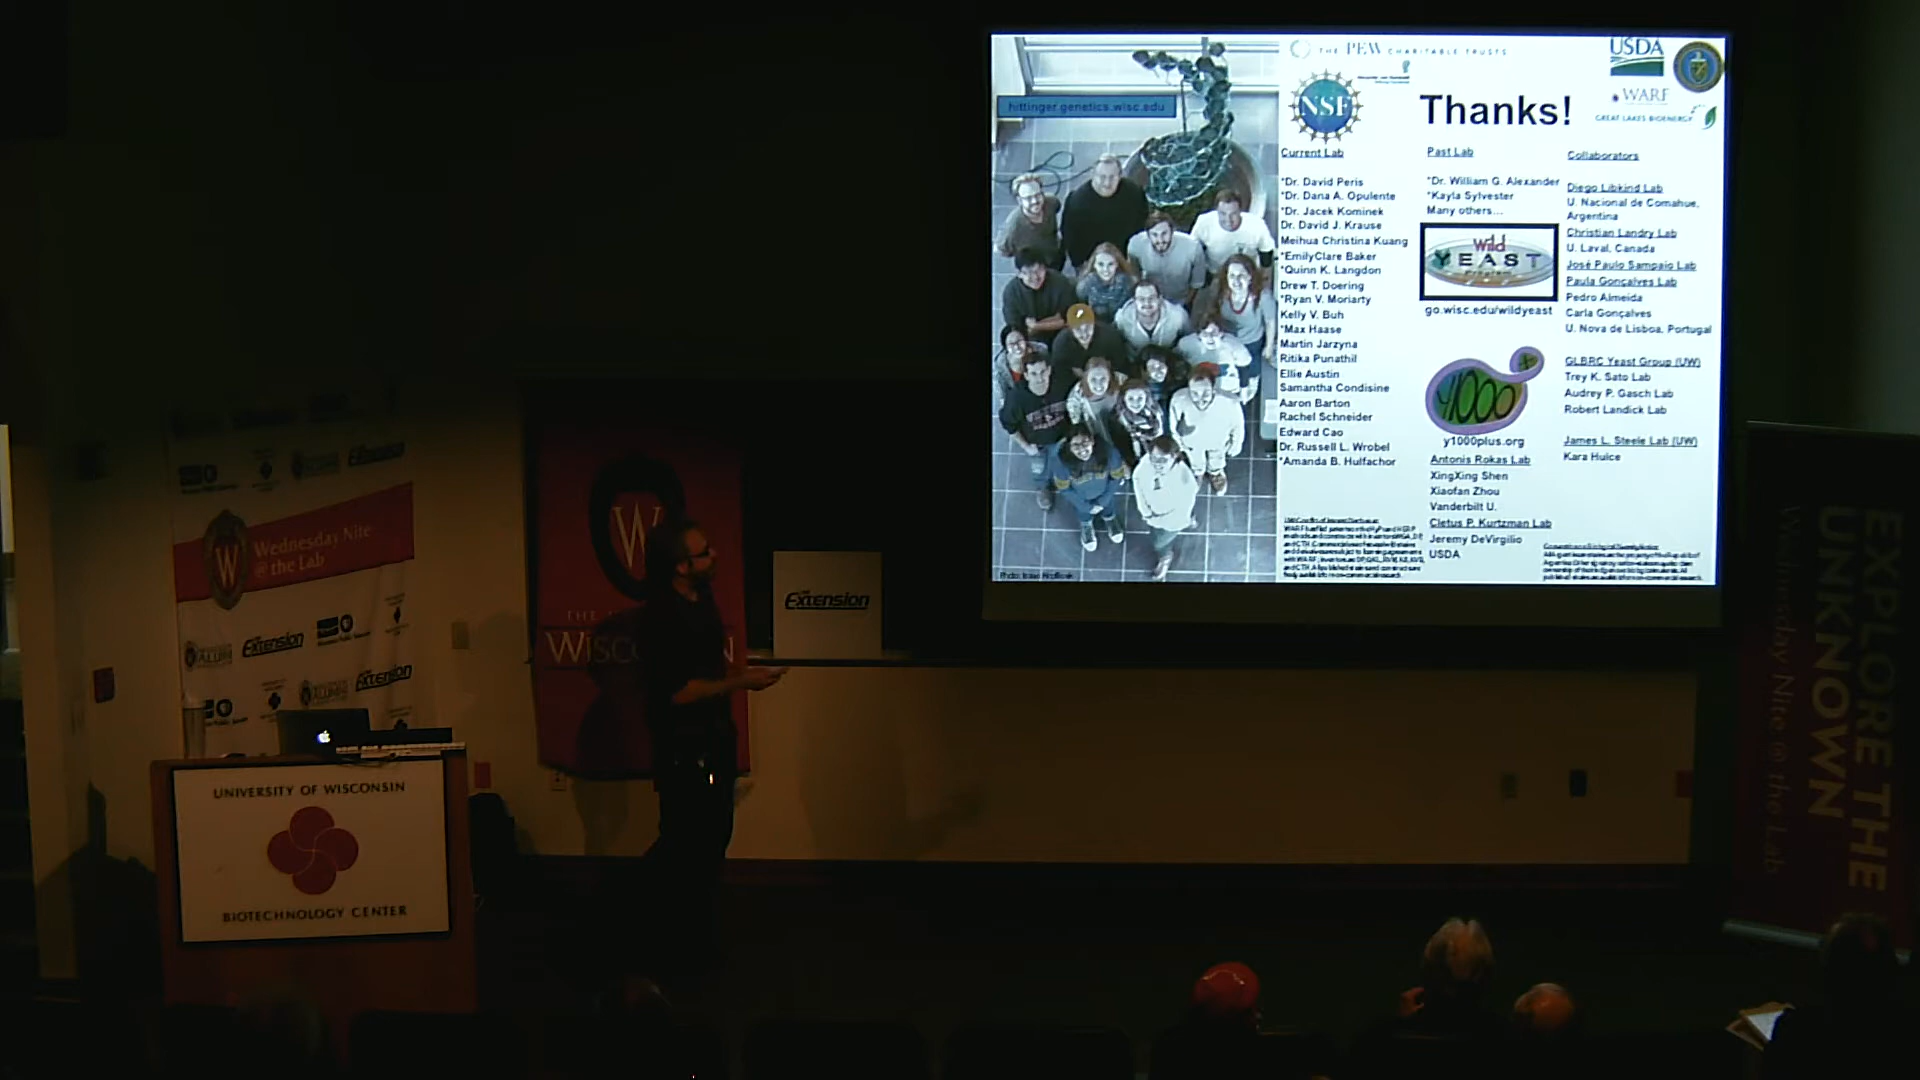 hittinger.genetics.wisc.edu
THE PEW CHARITABLE TRUSTS
NSF
Thanks!
USDA
WARF
GREAT LAKES BIOENERGY
Current Lab
*Dr. David Peris
*Dr. Dana A. Opulente
*Dr. Jacek Kominek
Dr. David J. Krause
Meihua Christina Kuang
*EmilyClare Baker
*Quinn K. Langdon
Drew T. Doering
*Ryan V. Moriarty
Kelly V. Buh
*Max Haase
Martin Jarzyna
Ritika Punathil
Ellie Austin
Samantha Condisine
Aaron Barton
Rachel Schneider
Edward Cao
Dr. Russell L. Wrobel
*Amanda B. Hulfachor
Past Lab
*Dr. William G. Alexander
*Kayla Sylvester
Many others...
wild
YEAST
Program
go.wisc.edu/wildyeast
y1000
y1000plus.org
Antonis Rokas Lab
XingXing Shen
Xiaofan Zhou
Vanderbilt U.
Cletus P. Kurtzman Lab
Jeremy DeVirgilio
USDA
Collaborators
Diego Libkind Lab
U. Nacional de Comahue,
Argentina
Christian Landry Lab
U. Laval, Canada
José Paulo Sampaio Lab
Paula Gonçalves Lab
Pedro Almeida
Carla Gonçalves
U. Nova de Lisboa, Portugal
GLBRC Yeast Group (UW)
Trey K. Sato Lab
Audrey P. Gasch Lab
Robert Landick Lab
James L. Steele Lab (UW)
Kara Hulce
W
Wednesday Nite
@ the Lab
Extension
Extension
W
THE
WISC N
Extension
UNIVERSITY OF WISCONSIN
BIOTECHNOLOGY CENTER
EXPLORE THE
UNKNOWN
Wednesday Nite @ the Lab